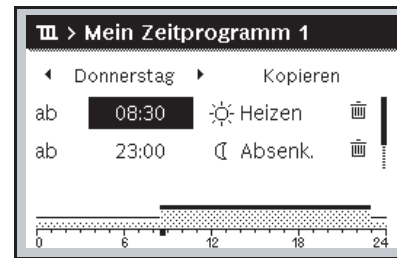 > Mein Zeitprogramm 1
Donnerstag Kopieren
ab 08:30 Heizen
ab 23:00 Absenk.
0 6 12 18 24